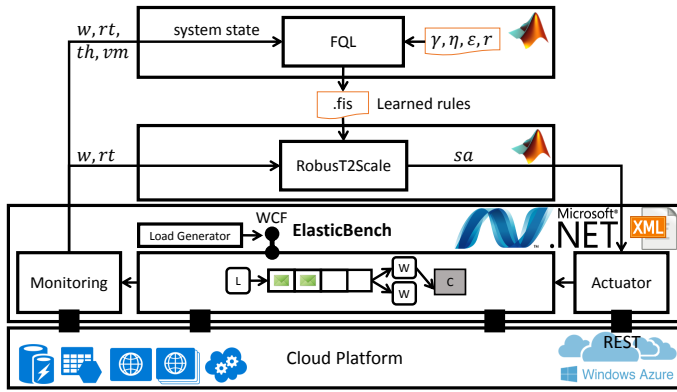 w, rt,
th, vm
system state
FQL
γ, η, ε, r
.fis
Learned rules
w, rt
RobusT2Scale
sa
WCF
Load Generator
ElasticBench
Microsoft®
.NET
™
XML
Monitoring
L
W
W
C
Actuator
Cloud Platform
REST
Windows Azure